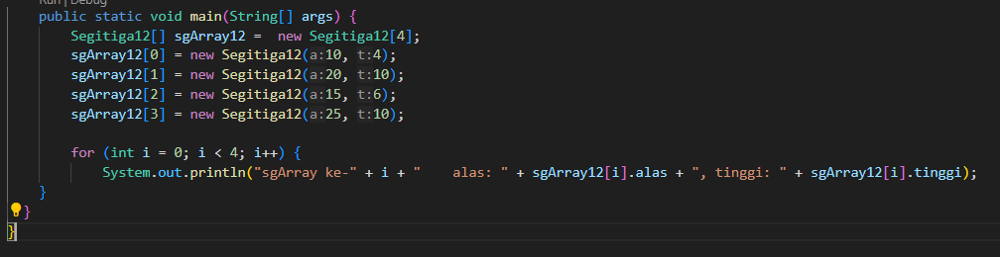 Run | Debug
public static void main(String[] args) {
Segitiga12[] sgArray12 =  new Segitiga12[4];
sgArray12[0] = new Segitiga12(a:10, t:4);
sgArray12[1] = new Segitiga12(a:20, t:10);
sgArray12[2] = new Segitiga12(a:15, t:6);
sgArray12[3] = new Segitiga12(a:25, t:10);
for (int i = 0; i < 4; i++) {
System.out.println("sgArray ke-" + i + "    alas: " + sgArray12[i].alas + ", tinggi: " + sgArray12[i].tinggi);
}
}
}